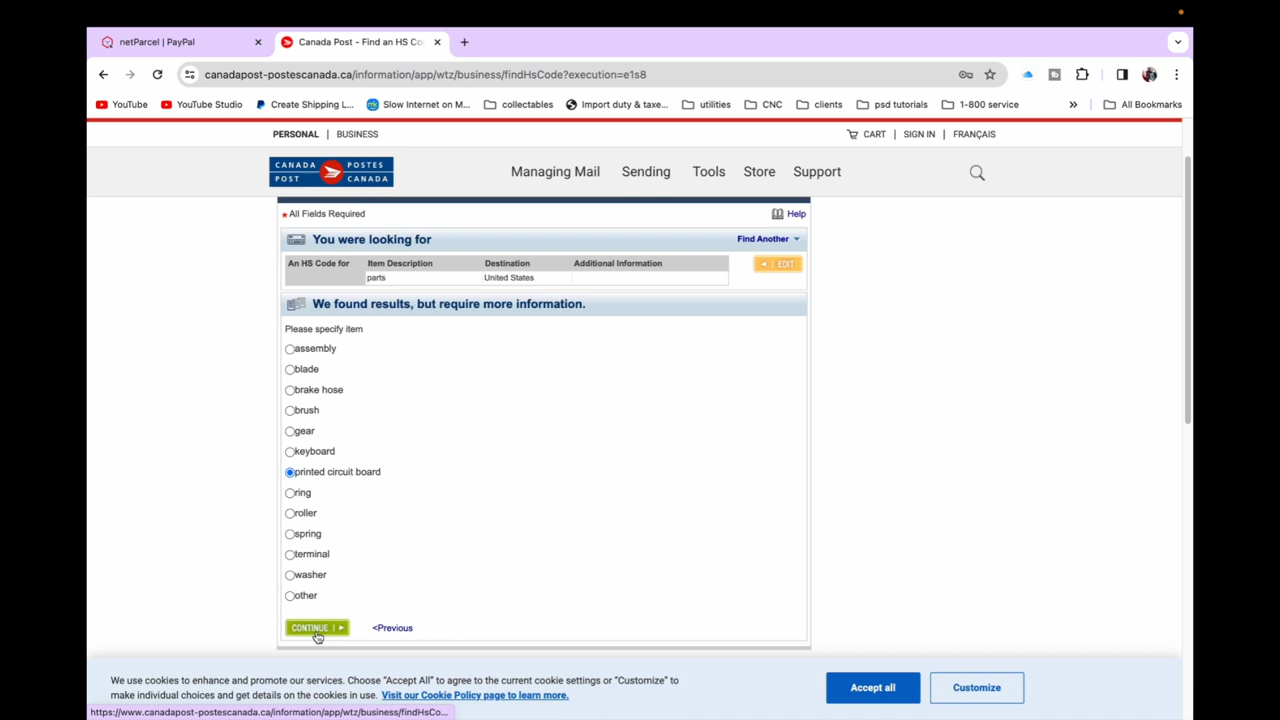 netParcel | PayPal
Canada Post - Find an HS Co
canadapost-postescanada.ca/information/app/wtz/business/findHsCode?execution=e1s8
YouTube YouTube Studio Create Shipping L... Slow Internet on M... collectables Import duty & taxe... utilities CNC clients psd tutorials 1-800 service » All Bookmarks
PERSONAL | BUSINESS CART SIGN IN FRANÇAIS
CANADA POSTES
POST CANADA
Managing Mail Sending Tools Store Support
★All Fields Required Help
You were looking for Find Another
An HS Code for Item Description Destination Additional Information EDIT
parts United States
We found results, but require more information.
Please specify item
assembly
blade
brake hose
brush
gear
keyboard
printed circuit board
ring
roller
spring
terminal
washer
other
CONTINUE <Previous
We use cookies to enhance and promote our services. Choose “Accept All” to agree to the current cookie settings or “Customize” to
make individual choices and get details on the cookies in use. Visit our Cookie Policy page to learn more.
Accept all Customize
https://www.canadapost-postescanada.ca/information/app/wtz/business/findHsCo...